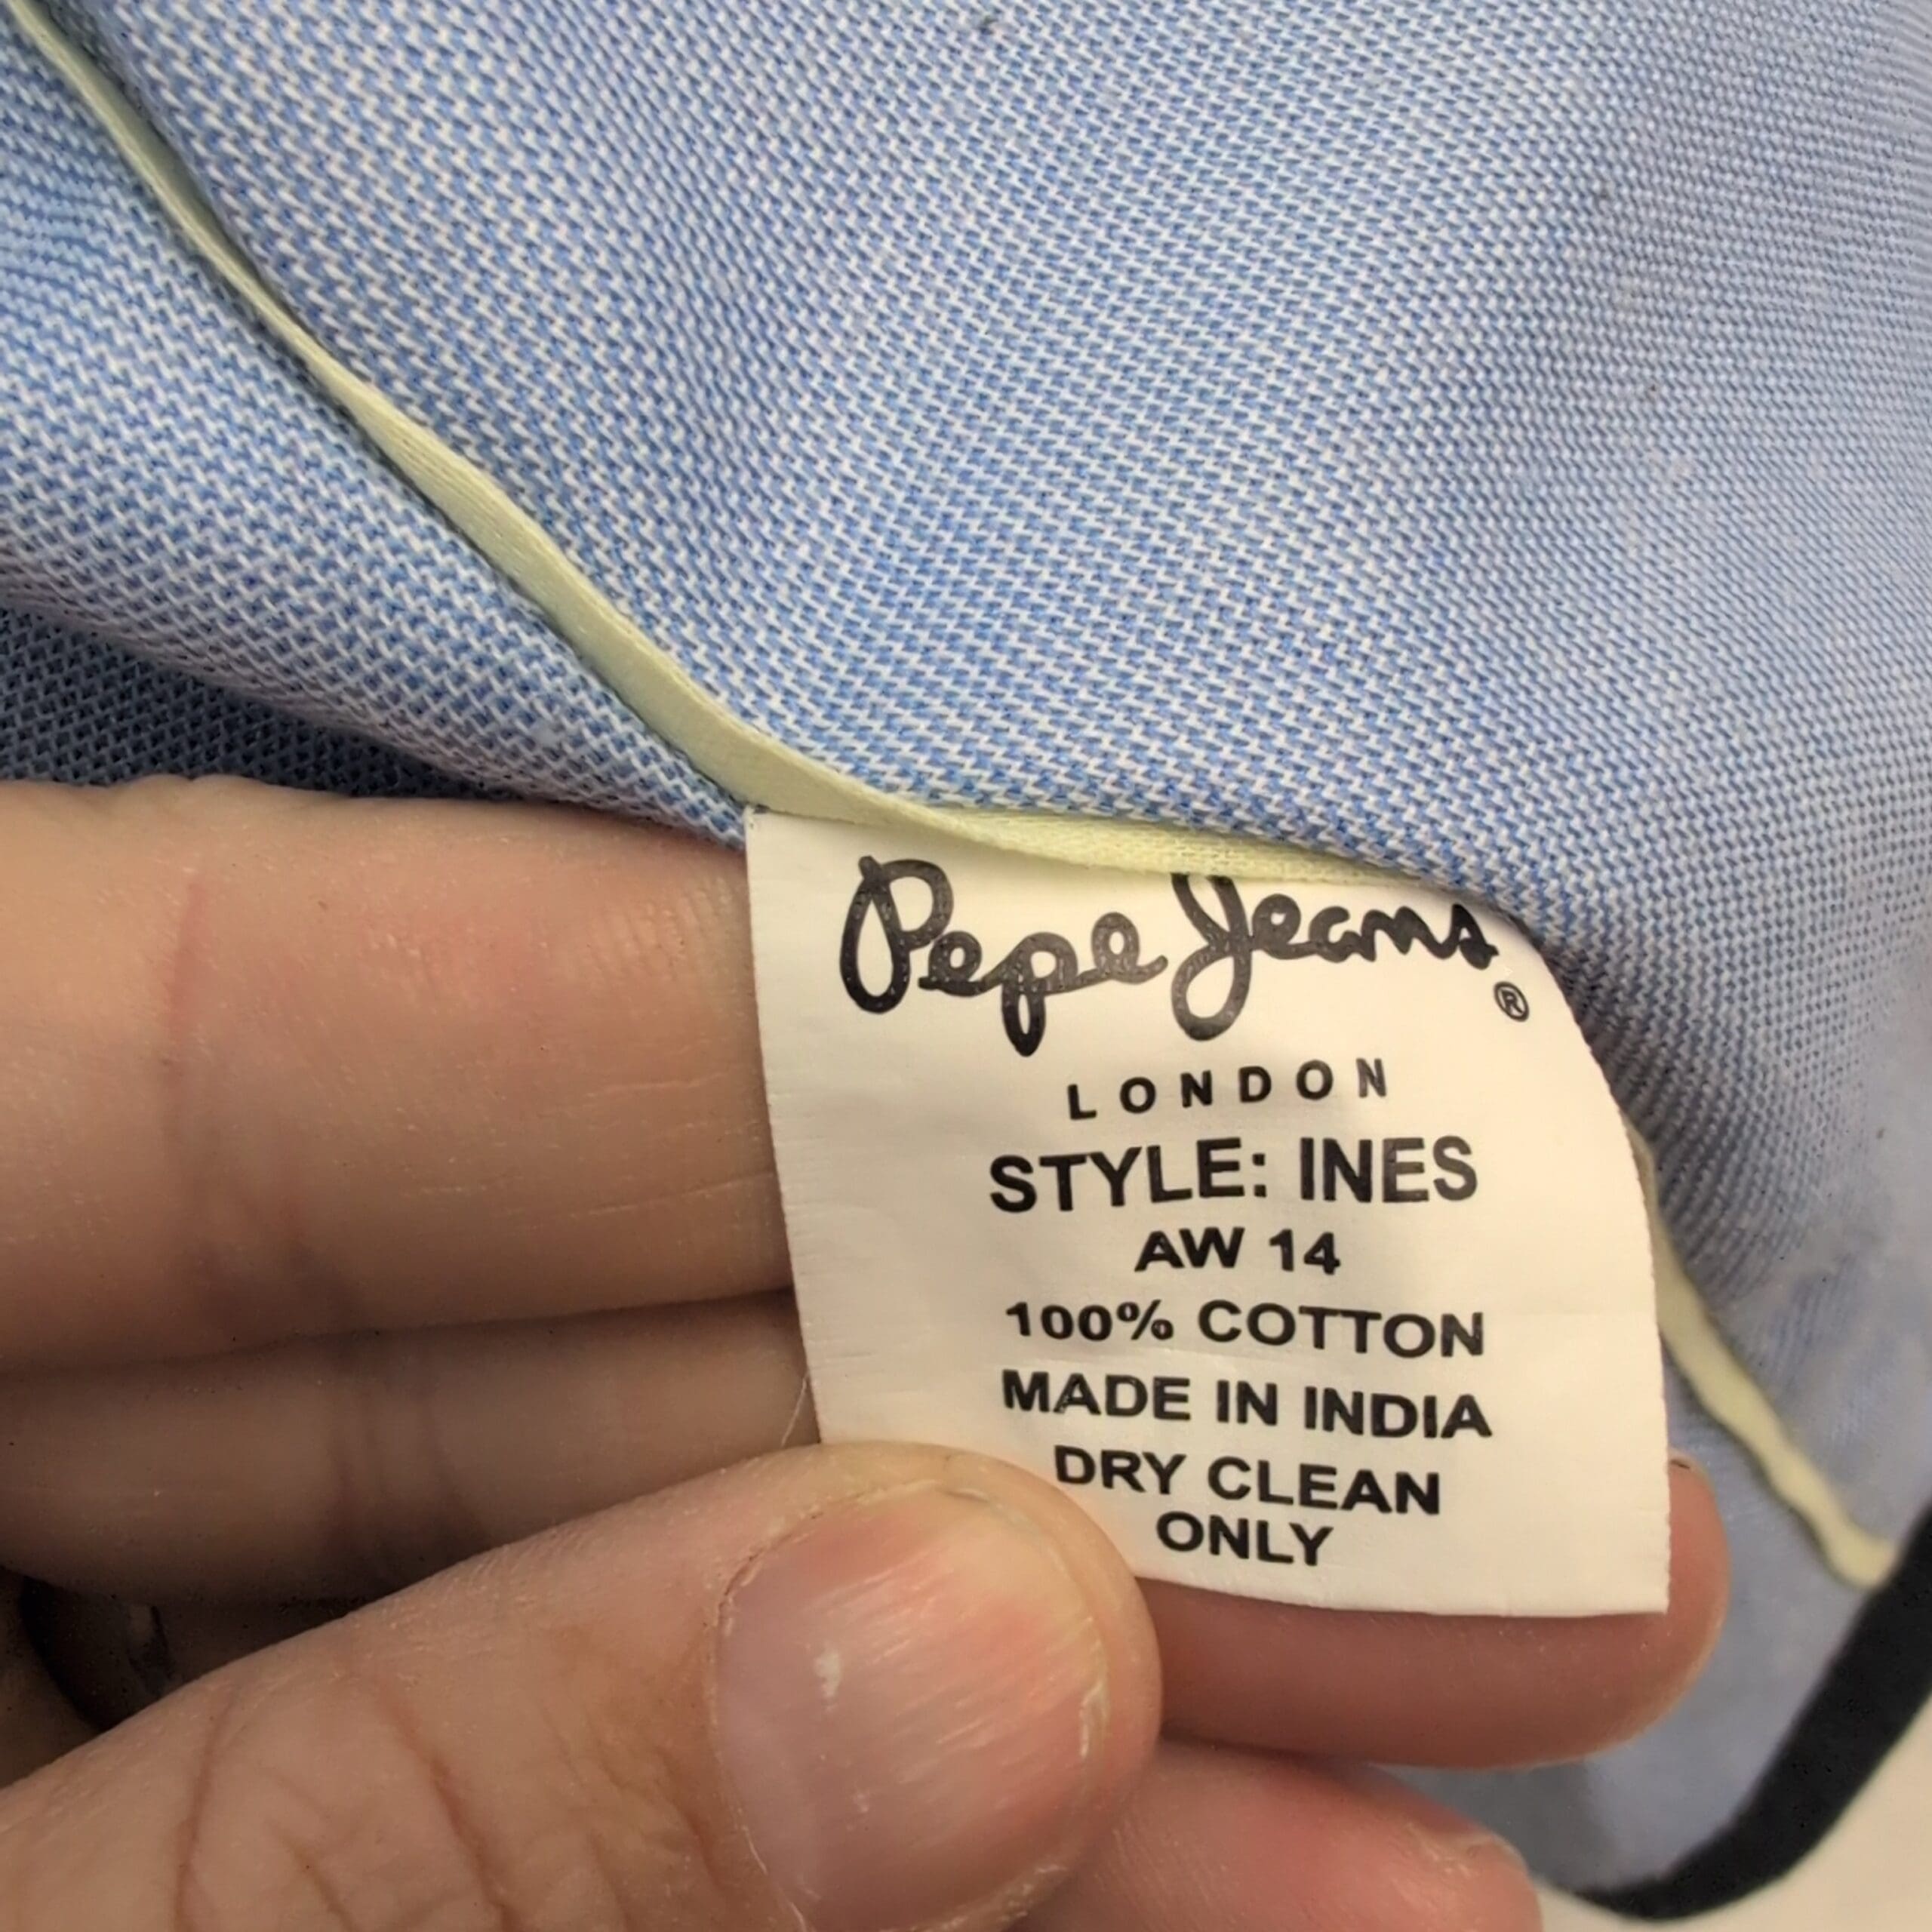 Pepe Jeans®
LONDON
STYLE: INES
AW 14
100% COTTON
MADE IN INDIA
DRY CLEAN
ONLY